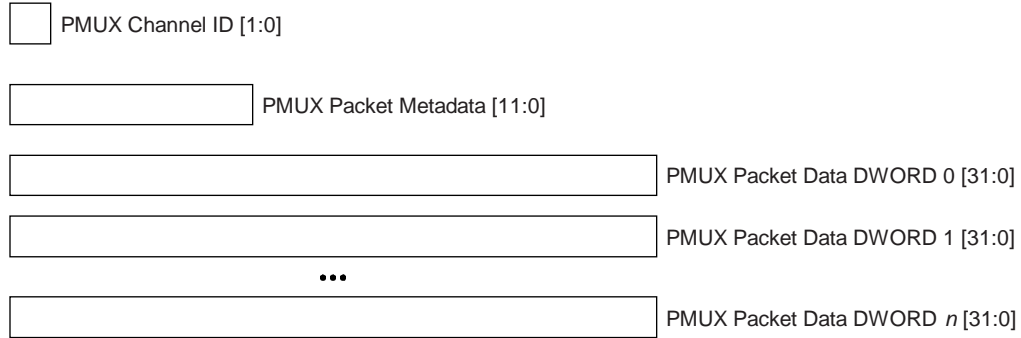 PMUX Channel ID [1:0]
PMUX Packet Metadata [11:0]
PMUX Packet Data DWORD 0 [31:0]
PMUX Packet Data DWORD 1 [31:0]
•••
PMUX Packet Data DWORD n [31:0]